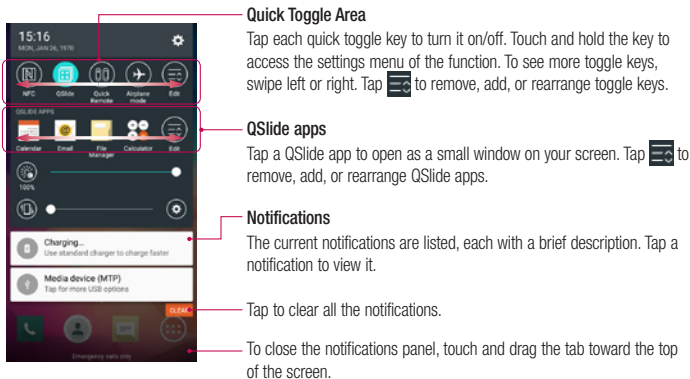 15:16
MON, JAN 26, 1970
NFC
QSlide
Quick Remote
Airplane mode
Edit
QSLIDE APPS
Calendar
Email
File Manager
Calculator
Edit
100%
Charging...
Use standard charger to charge faster
Media device (MTP)
Tap for more USB options
CLEAR
Emergency calls only
Quick Toggle Area
Tap each quick toggle key to turn it on/off. Touch and hold the key to
access the settings menu of the function. To see more toggle keys,
swipe left or right. Tap to remove, add, or rearrange toggle keys.
QSlide apps
Tap a QSlide app to open as a small window on your screen. Tap to
remove, add, or rearrange QSlide apps.
Notifications
The current notifications are listed, each with a brief description. Tap a
notification to view it.
Tap to clear all the notifications.
To close the notifications panel, touch and drag the tab toward the top
of the screen.